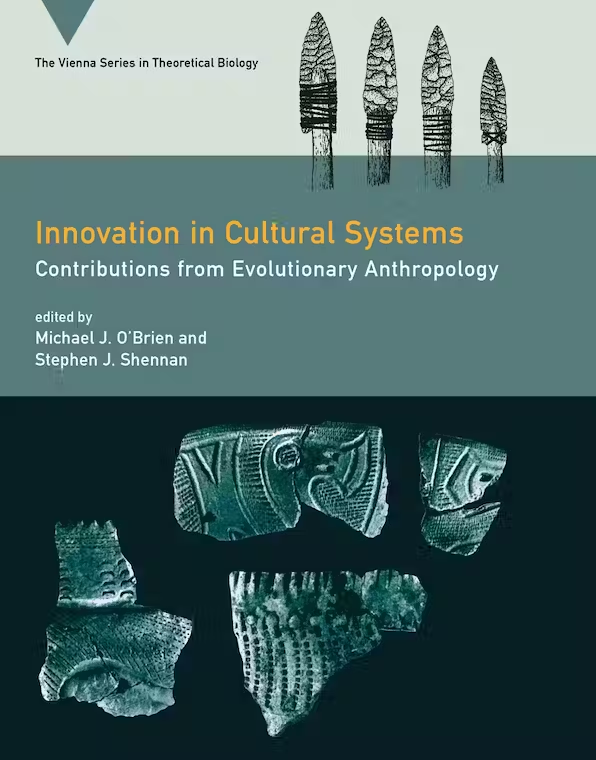 The Vienna Series in Theoretical Biology
Innovation in Cultural Systems
Contributions from Evolutionary Anthropology
edited by
Michael J. O'Brien and
Stephen J. Shennan